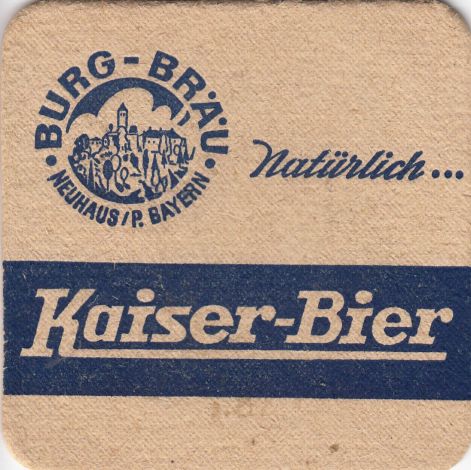 BURG-BRÄU
NEUHAUS/P. BAYERN
Natürlich...
Kaiser-Bier